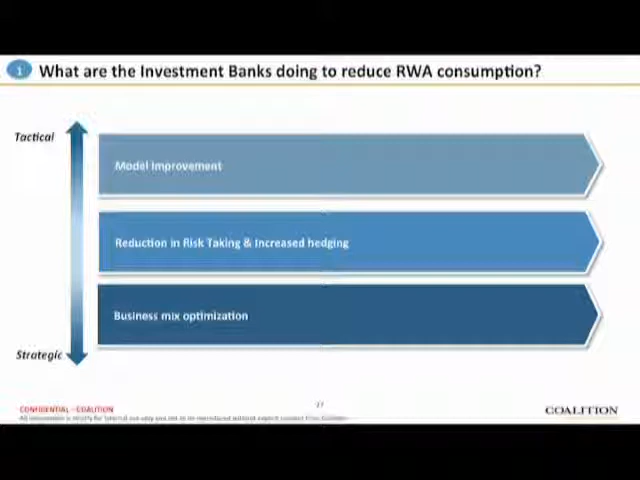 1 What are the Investment Banks doing to reduce RWA consumption?
Tactical
Model Improvement
Reduction in Risk Taking & Increased hedging
Business mix optimization
Strategic
CONFIDENTIAL – COALITION
COALITION